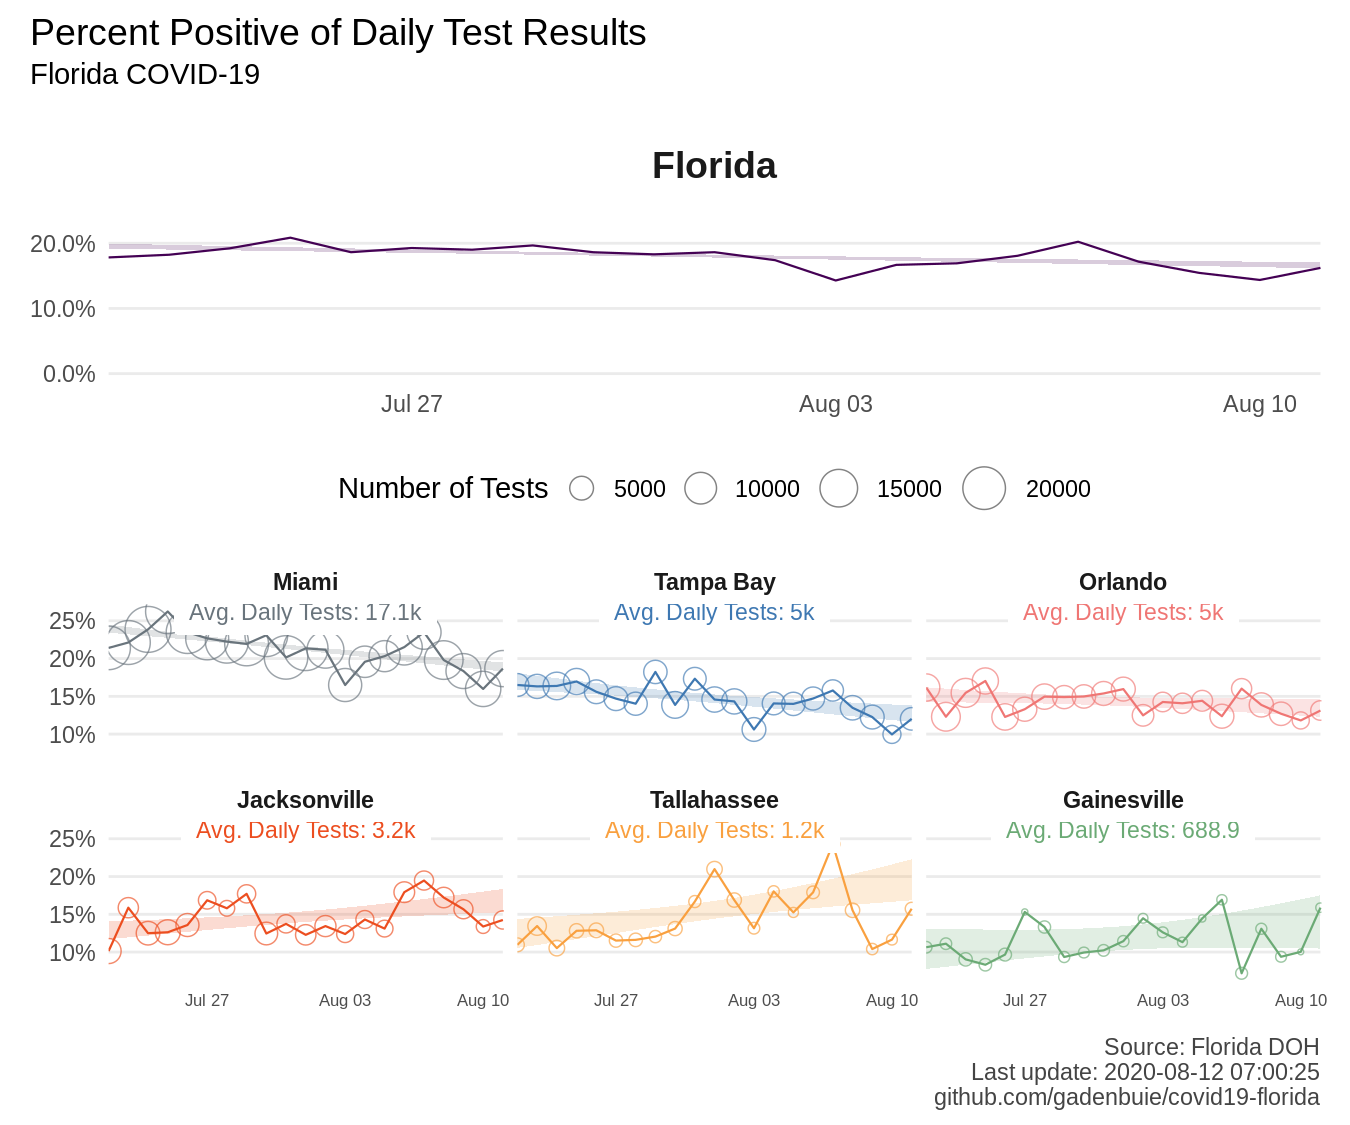 Percent Positive of Daily Test Results
Florida COVID-19
Florida
20.0%
10.0%
0.0%
Jul 27 Aug 03 Aug 10
Number of Tests 5000 10000 15000 20000
Miami Tampa Bay Orlando
Avg. Daily Tests: 17.1k Avg. Daily Tests: 5k Avg. Daily Tests: 5k
25%
20%
15%
10%
Jacksonville Tallahassee Gainesville
Avg. Daily Tests: 3.2k Avg. Daily Tests: 1.2k Avg. Daily Tests: 688.9
25%
20%
15%
10%
Jul 27 Aug 03 Aug 10 Jul 27 Aug 03 Aug 10 Jul 27 Aug 03 Aug 10
Source: Florida DOH
Last update: 2020-08-12 07:00:25
github.com/gadenbuie/covid19-florida